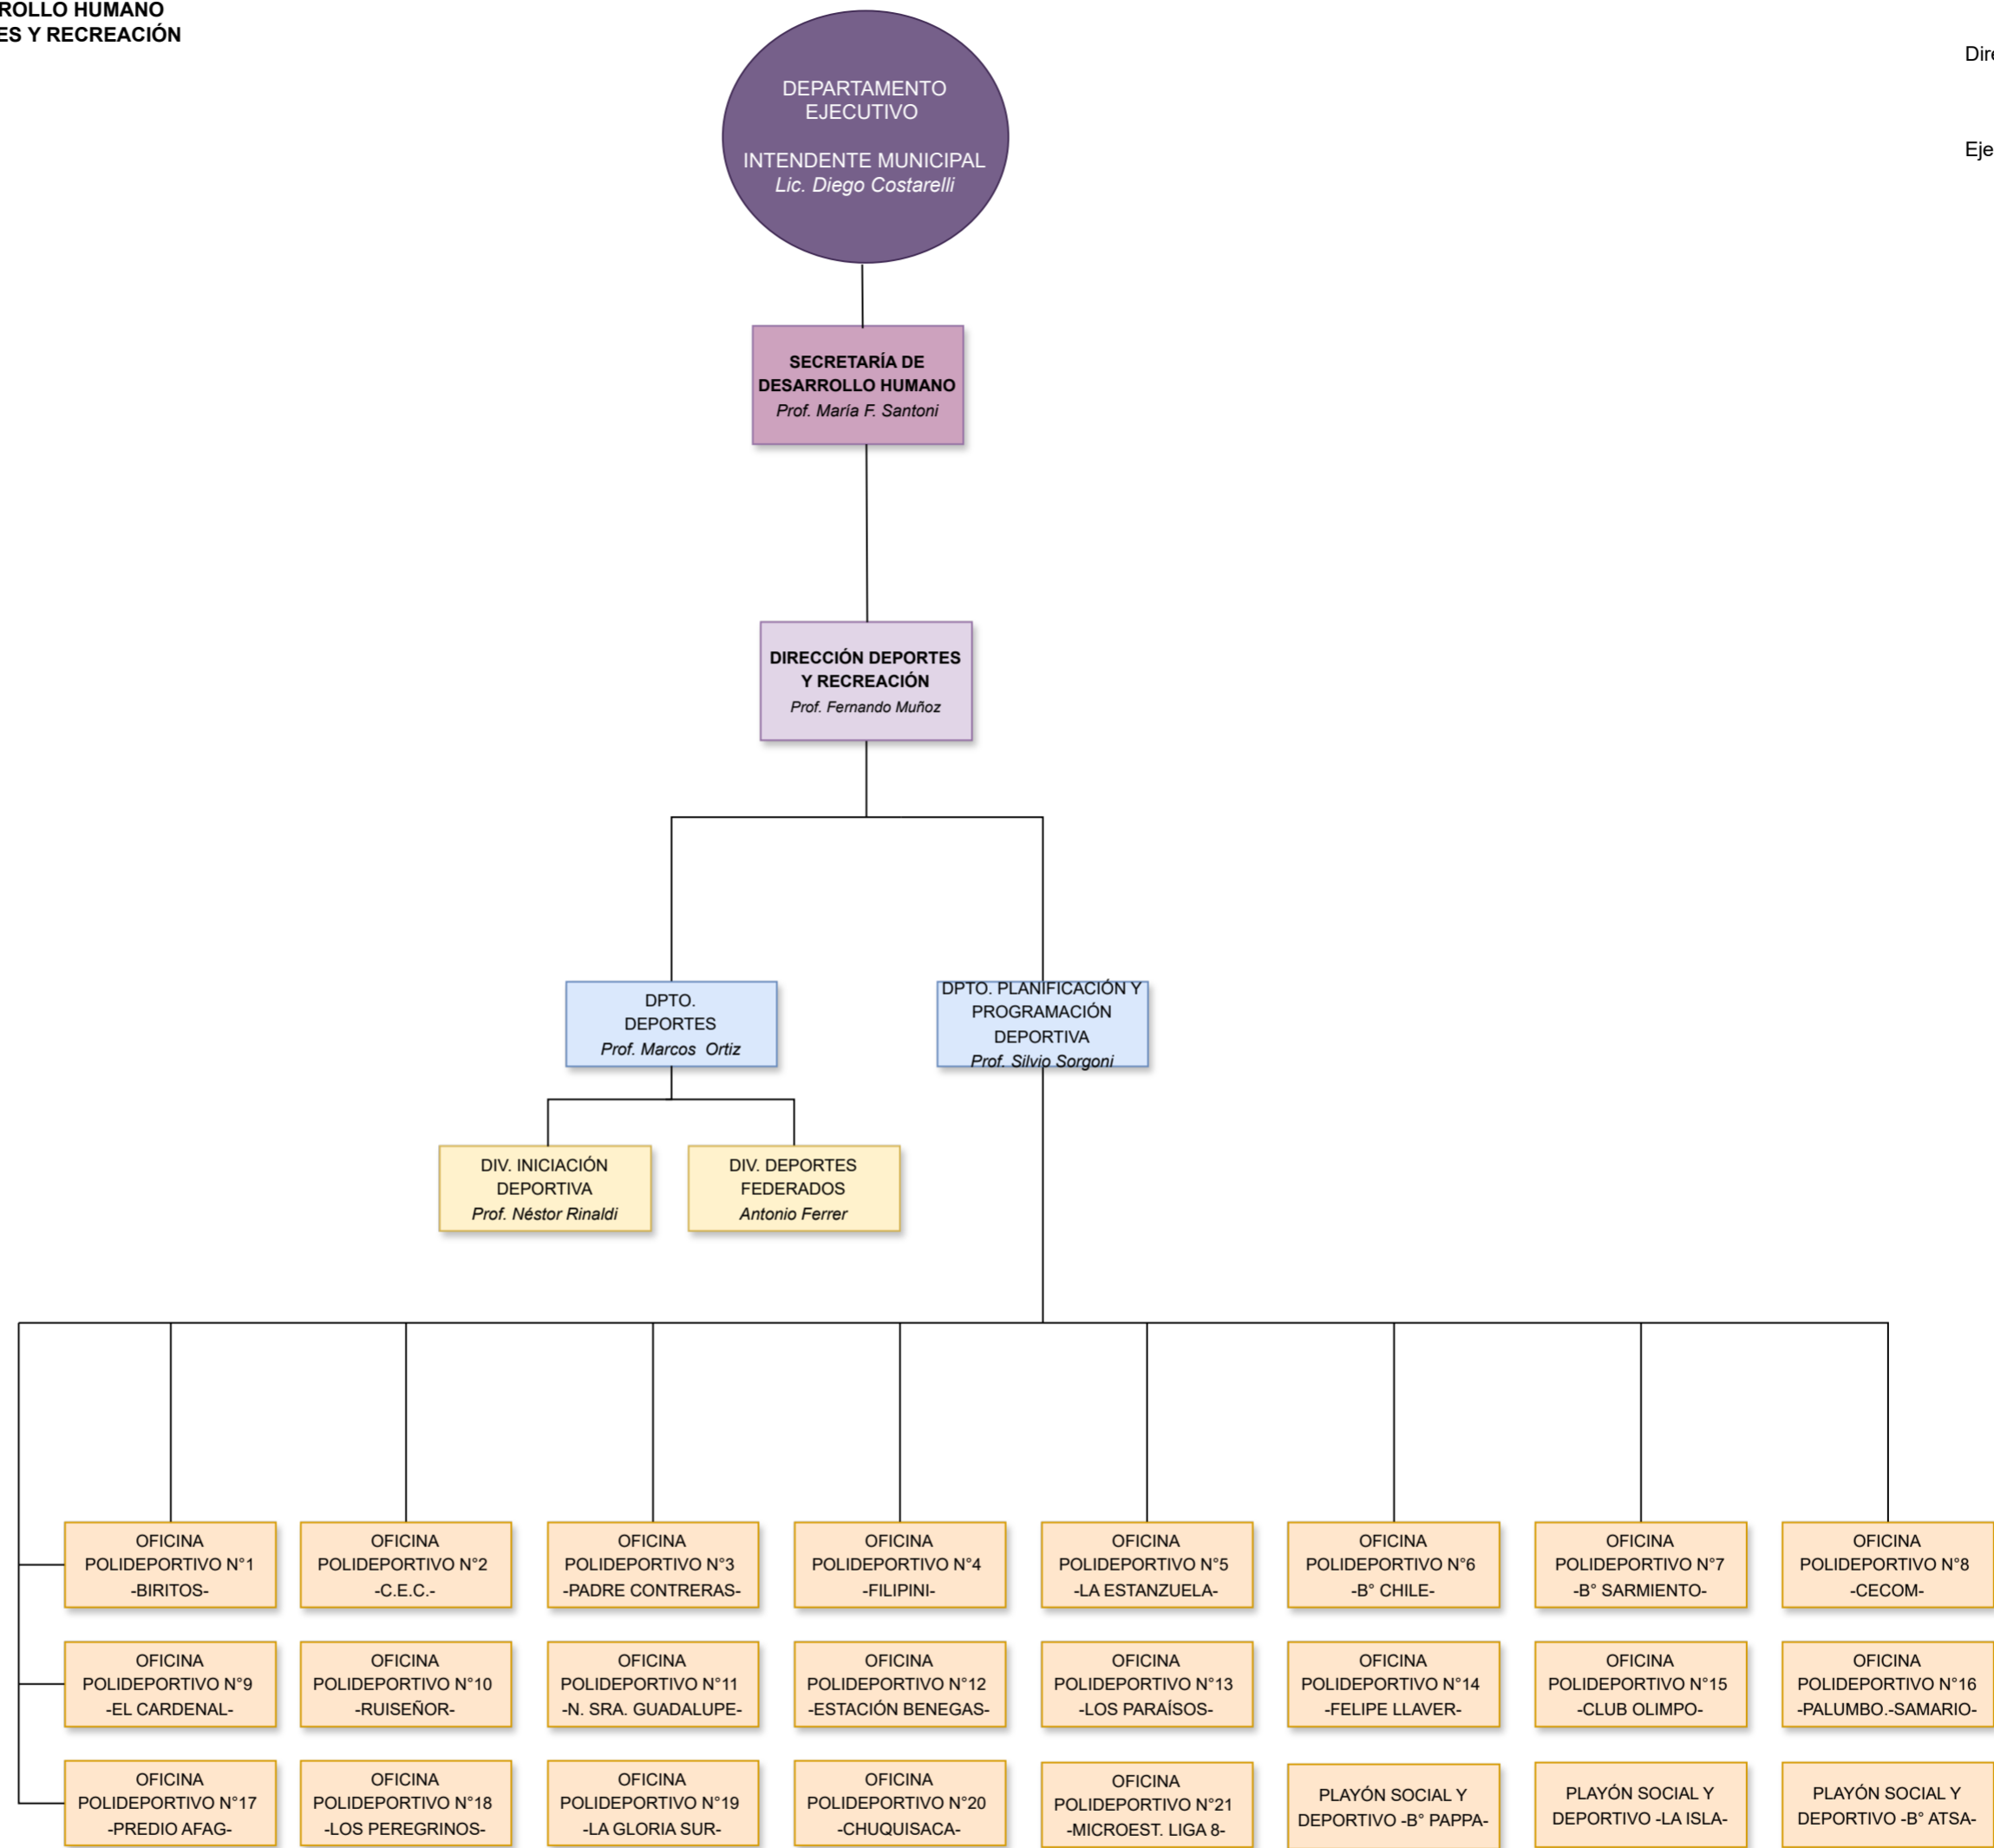 ROLLO HUMANO
ES Y RECREACIÓN
Dire
Eje
DEPARTAMENTO
EJECUTIVO
INTENDENTE MUNICIPAL
Lic. Diego Costarelli
SECRETARÍA DE
DESARROLLO HUMANO
Prof. María F. Santoni
DIRECCIÓN DEPORTES
Y RECREACIÓN
Prof. Fernando Muñoz
DPTO.
DEPORTES
Prof. Marcos Ortiz
DPTO. PLANIFICACIÓN Y
PROGRAMACIÓN
DEPORTIVA
Prof. Silvio Sorgoni
DIV. INICIACIÓN
DEPORTIVA
Prof. Néstor Rinaldi
DIV. DEPORTES
FEDERADOS
Antonio Ferrer
OFICINA
POLIDEPORTIVO N°1
-BIRITOS-
OFICINA
POLIDEPORTIVO N°2
-C.E.C.-
OFICINA
POLIDEPORTIVO N°3
-PADRE CONTRERAS-
OFICINA
POLIDEPORTIVO N°4
-FILIPINI-
OFICINA
POLIDEPORTIVO N°5
-LA ESTANZUELA-
OFICINA
POLIDEPORTIVO N°6
-B° CHILE-
OFICINA
POLIDEPORTIVO N°7
-B° SARMIENTO-
OFICINA
POLIDEPORTIVO N°8
-CECOM-
OFICINA
POLIDEPORTIVO N°9
-EL CARDENAL-
OFICINA
POLIDEPORTIVO N°10
-RUISEÑOR-
OFICINA
POLIDEPORTIVO N°11
-N. SRA. GUADALUPE-
OFICINA
POLIDEPORTIVO N°12
-ESTACIÓN BENEGAS-
OFICINA
POLIDEPORTIVO N°13
-LOS PARAÍSOS-
OFICINA
POLIDEPORTIVO N°14
-FELIPE LLAVER-
OFICINA
POLIDEPORTIVO N°15
-CLUB OLIMPO-
OFICINA
POLIDEPORTIVO N°16
-PALUMBO.-SAMARIO-
OFICINA
POLIDEPORTIVO N°17
-PREDIO AFAG-
OFICINA
POLIDEPORTIVO N°18
-LOS PEREGRINOS-
OFICINA
POLIDEPORTIVO N°19
-LA GLORIA SUR-
OFICINA
POLIDEPORTIVO N°20
-CHUQUISACA-
OFICINA
POLIDEPORTIVO N°21
-MICROEST. LIGA 8-
PLAYÓN SOCIAL Y
DEPORTIVO -B° PAPPA-
PLAYÓN SOCIAL Y
DEPORTIVO -LA ISLA-
PLAYÓN SOCIAL Y
DEPORTIVO -B° ATSA-